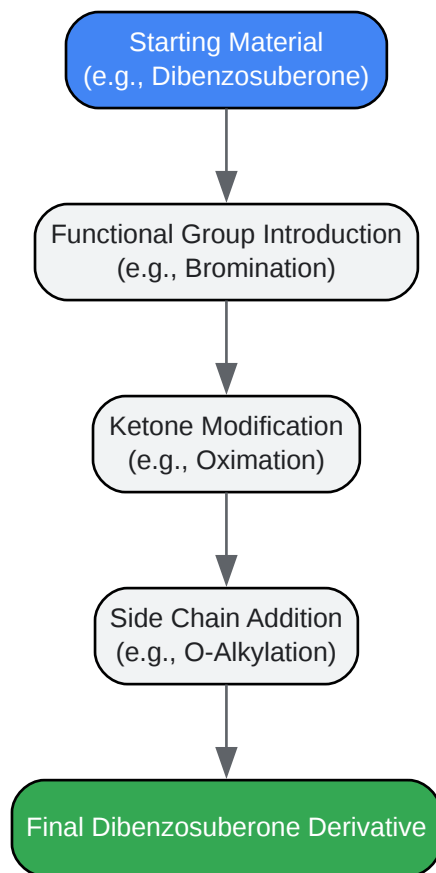 Starting Material
(e.g., Dibenzosuberone)
Functional Group Introduction
(e.g., Bromination)
Ketone Modification
(e.g., Oximation)
Side Chain Addition
(e.g., O-Alkylation)
Final Dibenzosuberone Derivative